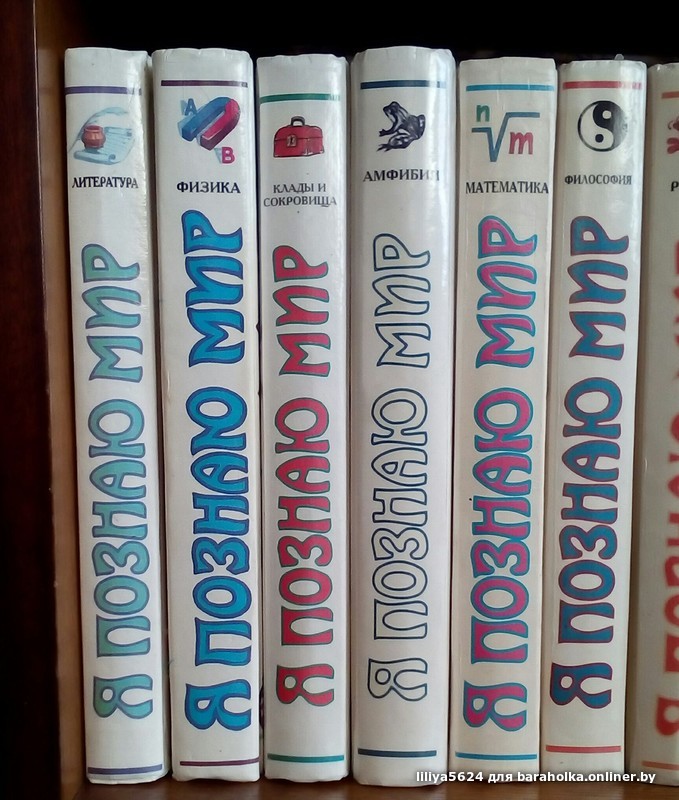 ЛИТЕРАТУРА
Я ПОЗНАЮ МИР
A
B
ФИЗИКА
Я ПОЗНАЮ МИР
КЛАДЫ И
СОКРОВИЩА
Я ПОЗНАЮ МИР
АМФИБИИ
Я ПОЗНАЮ МИР
n
√m
МАТЕМАТИКА
Я ПОЗНАЮ МИР
ФИЛОСОФИЯ
Я ПОЗНАЮ МИР
liliya5624 для baraholka.onliner.by